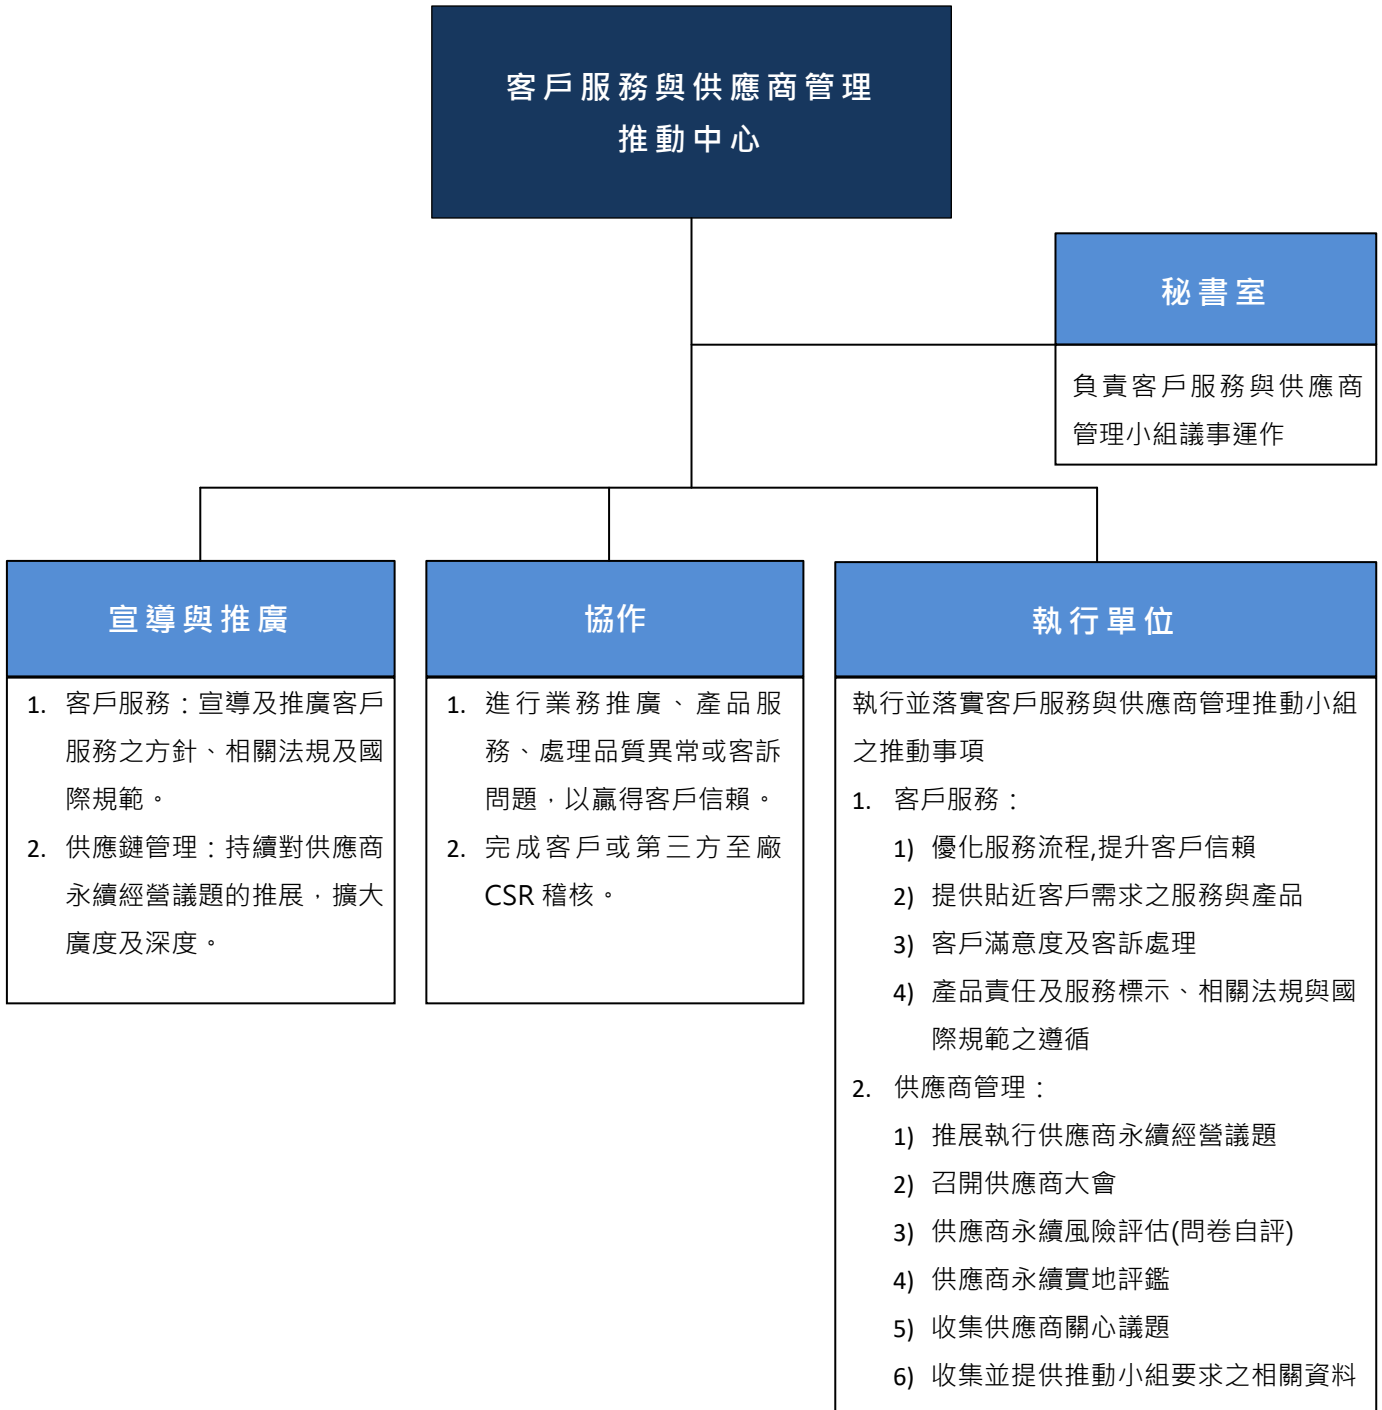 客戶服務與供應商管理
推動中心
秘書室
負責客戶服務與供應商
管理小組議事運作
宣導與推廣
1. 客戶服務：宣導及推廣客戶
服務之方針、相關法規及國
際規範。
2. 供應鏈管理：持續對供應商
永續經營議題的推展，擴大
廣度及深度。
協作
1. 進行業務推廣、產品服
務、處理品質異常或客訴
問題，以贏得客戶信賴。
2. 完成客戶或第三方至廠
CSR 稽核。
執行單位
執行並落實客戶服務與供應商管理推動小組
之推動事項
1. 客戶服務：
1) 優化服務流程,提升客戶信賴
2) 提供貼近客戶需求之服務與產品
3) 客戶滿意度及客訴處理
4) 產品責任及服務標示、相關法規與國
際規範之遵循
2. 供應商管理：
1) 推展執行供應商永續經營議題
2) 召開供應商大會
3) 供應商永續風險評估(問卷自評)
4) 供應商永續實地評鑑
5) 收集供應商關心議題
6) 收集並提供推動小組要求之相關資料